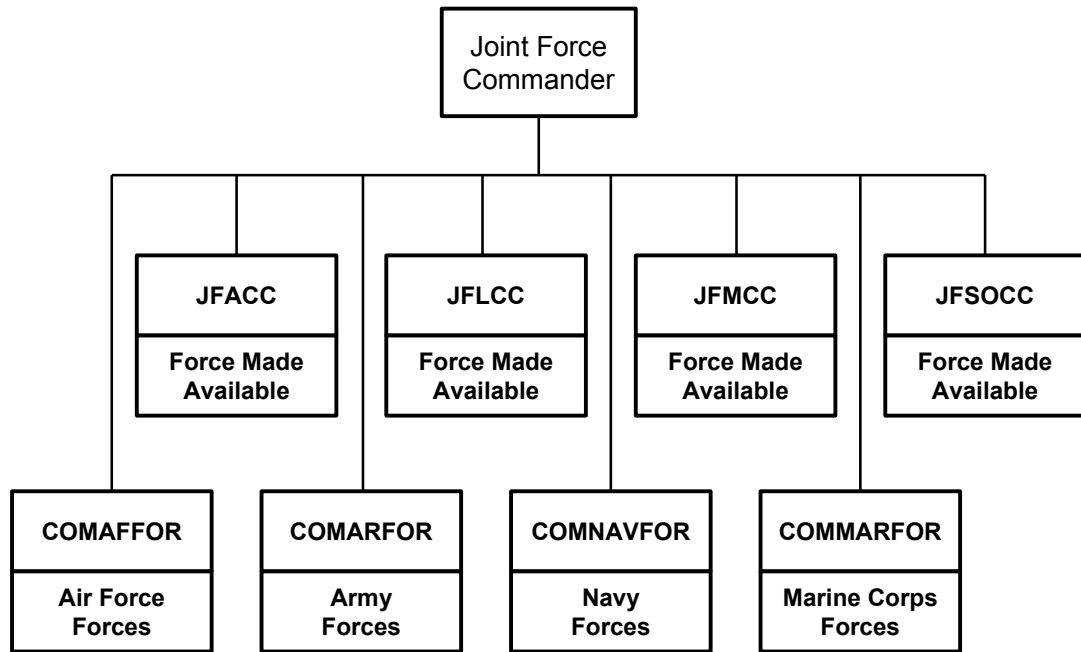 Joint Force
Commander
JFACC
Force Made
Available
JFLCC
Force Made
Available
JFMCC
Force Made
Available
JFSOCC
Force Made
Available
COMAFFOR
Air Force
Forces
COMARFOR
Army
Forces
COMNAVFOR
Navy
Forces
COMMARFOR
Marine Corps
Forces